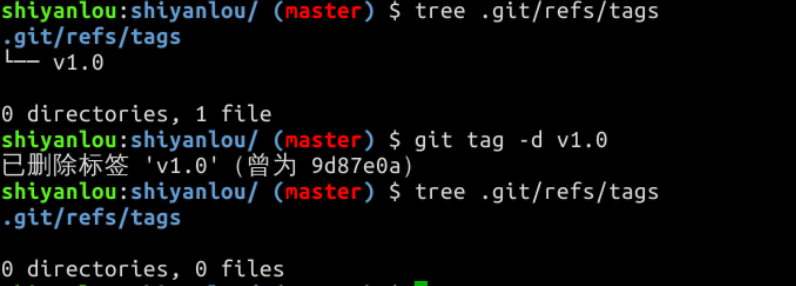 shiyanlou:shiyanlou/ (master) $ tree .git/refs/tags
.git/refs/tags
└── v1.0
0 directories, 1 file
shiyanlou:shiyanlou/ (master) $ git tag -d v1.0
已删除标签 'v1.0'（曾为 9d87e0a）
shiyanlou:shiyanlou/ (master) $ tree .git/refs/tags
.git/refs/tags
0 directories, 0 files